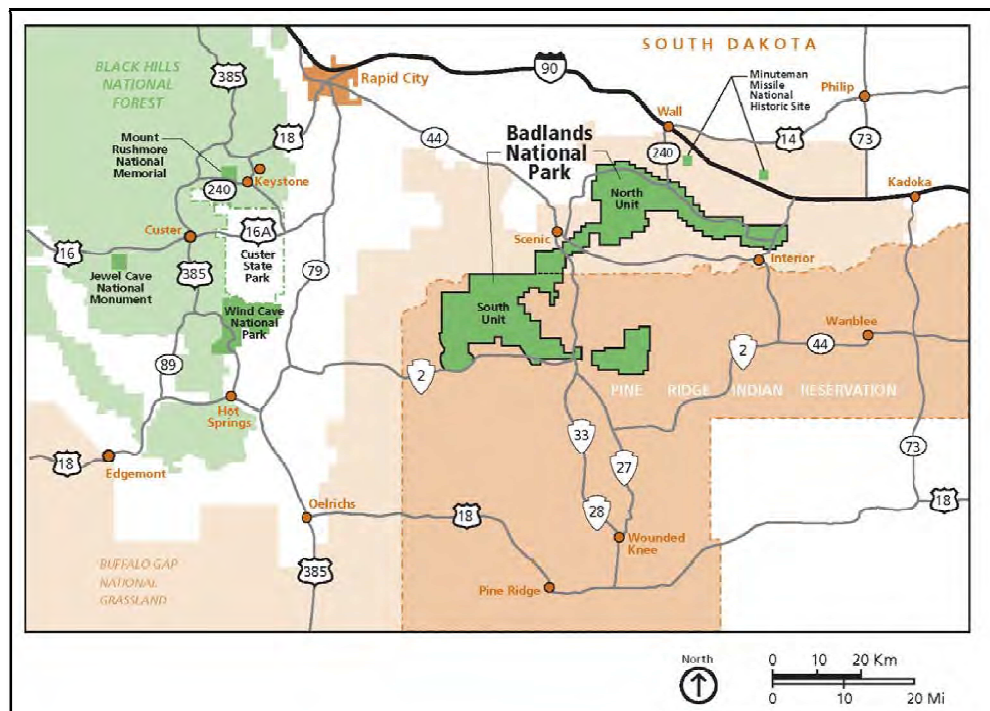 SOUTH DAKOTA
BLACK HILLS
NATIONAL
FOREST
385
Rapid City
90
Minuteman
Missile
National
Historic Site
Philip
Wall
18
44
14
73
Mount
Rushmore
National
Memorial
Badlands
National
Park
240
240
Keystone
North
Unit
Kadoka
Custer
16A
Scenic
16
Custer
State
Park
Interior
385
79
Jewel Cave
National
Monument
Wind Cave
National
Park
South
Unit
Wanblee
2
44
89
2
PINE RIDGE INDIAN RESERVATION
Hot
Springs
33
73
18
Edgemont
27
18
Oelrichs
18
28
Wounded
Knee
BUFFALO GAP
NATIONAL
GRASSLAND
385
Pine Ridge
North
0 10 20 Km
0 10 20 Mi